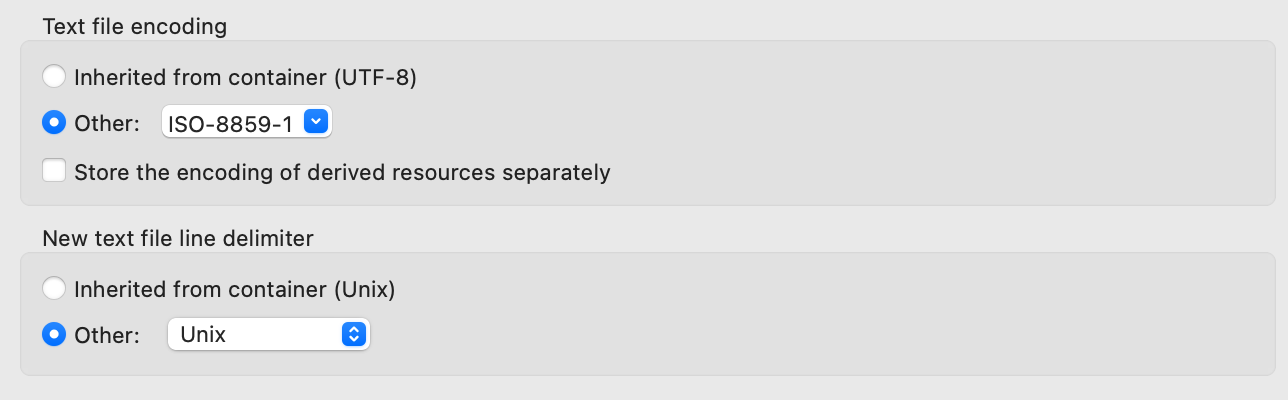 Text file encoding
Inherited from container (UTF-8)
Other: ISO-8859-1
Store the encoding of derived resources separately
New text file line delimiter
Inherited from container (Unix)
Other: Unix